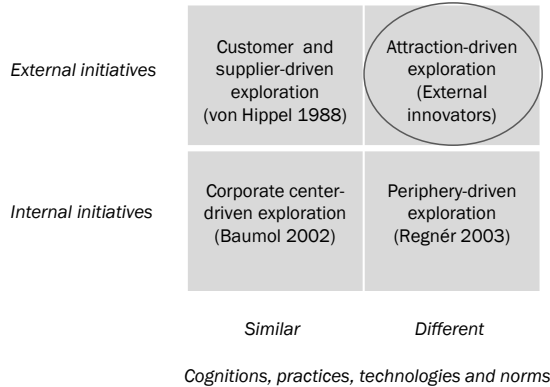 External initiatives
Customer and
supplier-driven
exploration
(von Hippel 1988)
Attraction-driven
exploration
(External
innovators)
Internal initiatives
Corporate center-
driven exploration
(Baumol 2002)
Periphery-driven
exploration
(Regnér 2003)
Similar
Different
Cognitions, practices, technologies and norms